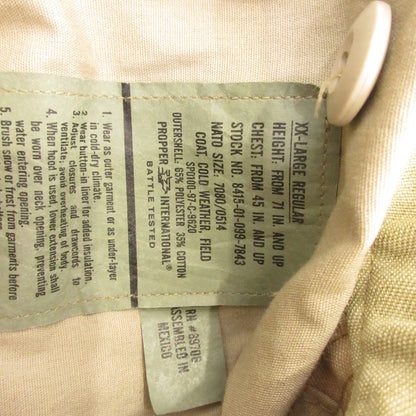 XX-LARGE REGULAR
HEIGHT: FROM 71 IN AND UP
CHEST: FROM 45 IN AND UP
STOCK NO. 8415-01-099-7843
NATO SIZE: 7080/0514
COAT, COLD WEATHER, FIELD
SPO100-97-C-9520
OUTERSHELL: 65% POLYESTER 35% COTTON
PROPPER INTERNATIONAL®
BATTLE TESTED
1. Wear as outer garment or as under-layer
in cold-dry climate.
2. Wear button-in liner for added insulation.
3. Adjust closures and drawcords to
ventilate, avoid overheating of body.
4. When hood is used, lower extension shall
be worn over neck opening, preventing
water entering opening.
5. Brush snow or frost from garments before
RN #39709
ASSEMBLED IN
MEXICO